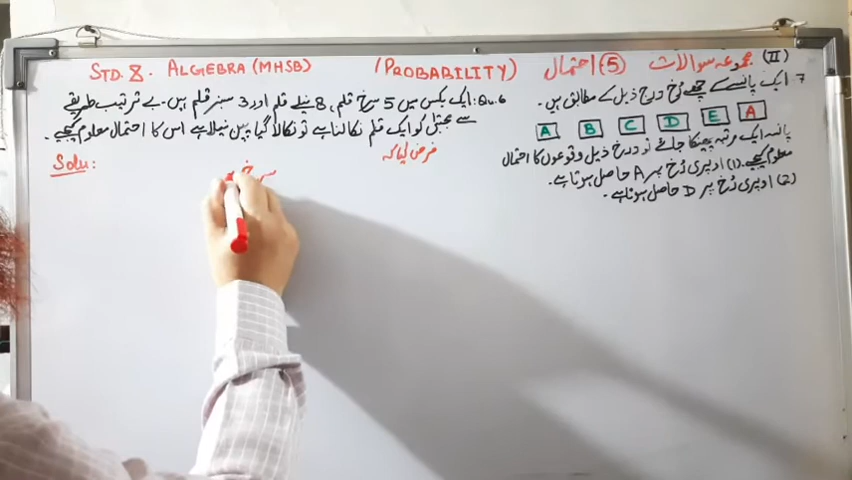 STD. 8. ALGEBRA (MHSB) (PROBABILITY) احتمال (5) مجموعہ سوالات (II)
Qu.6: ایک بکس میں 5 سرخ قلم، 8 نیلے قلم اور 3 سبز قلم ہیں۔ بے ترتیب طریقے
سے مجتبیٰ کو ایک قلم نکالنا ہے تو نکالا گیا پین نیلا ہے اس کا احتمال معلوم کیجیے۔
Solu:
فرض کیا کہ
سرخ
7 ایک پانسے کے چھے رُخ درج ذیل کے مطابق ہیں۔
A B C D E A
پانسہ ایک مرتبہ پھینکا جائے تو درج ذیل وقوعوں کا احتمال
معلوم کیجیے۔ (1) اوپری رُخ پر A حاصل ہوتا ہے۔
(2) اوپری رُخ پر D حاصل ہوتا ہے۔